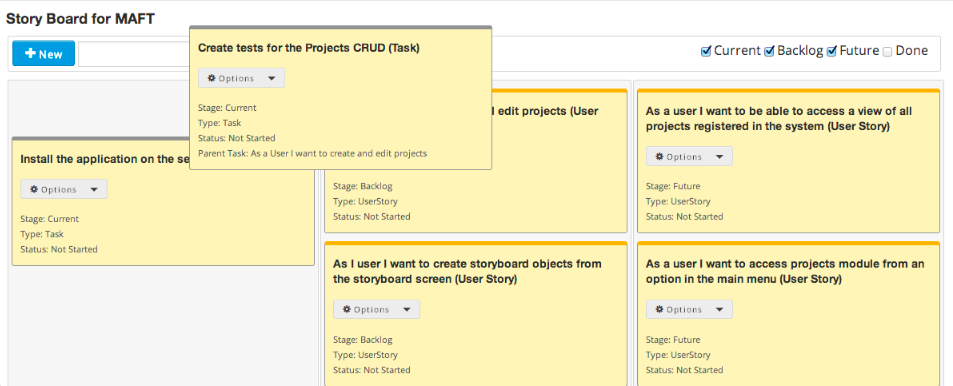 Story Board for MAFT
New
Current Backlog Future Done
Create tests for the Projects CRUD (Task)
Options
Stage: Current
Type: Task
Status: Not Started
Parent Task: As a User I want to create and edit projects
Install the application on the se
Options
Stage: Current
Type: Task
Status: Not Started
edit projects (User
Stage: Backlog
Type: UserStory
Status: Not Started
As I user I want to create storyboard objects from
the storyboard screen (User Story)
Options
Stage: Backlog
Type: UserStory
Status: Not Started
As a user I want to be able to access a view of all
projects registered in the system (User Story)
Options
Stage: Future
Type: UserStory
Status: Not Started
As a user I want to access projects module from an
option in the main menu (User Story)
Options
Stage: Future
Type: UserStory
Status: Not Started